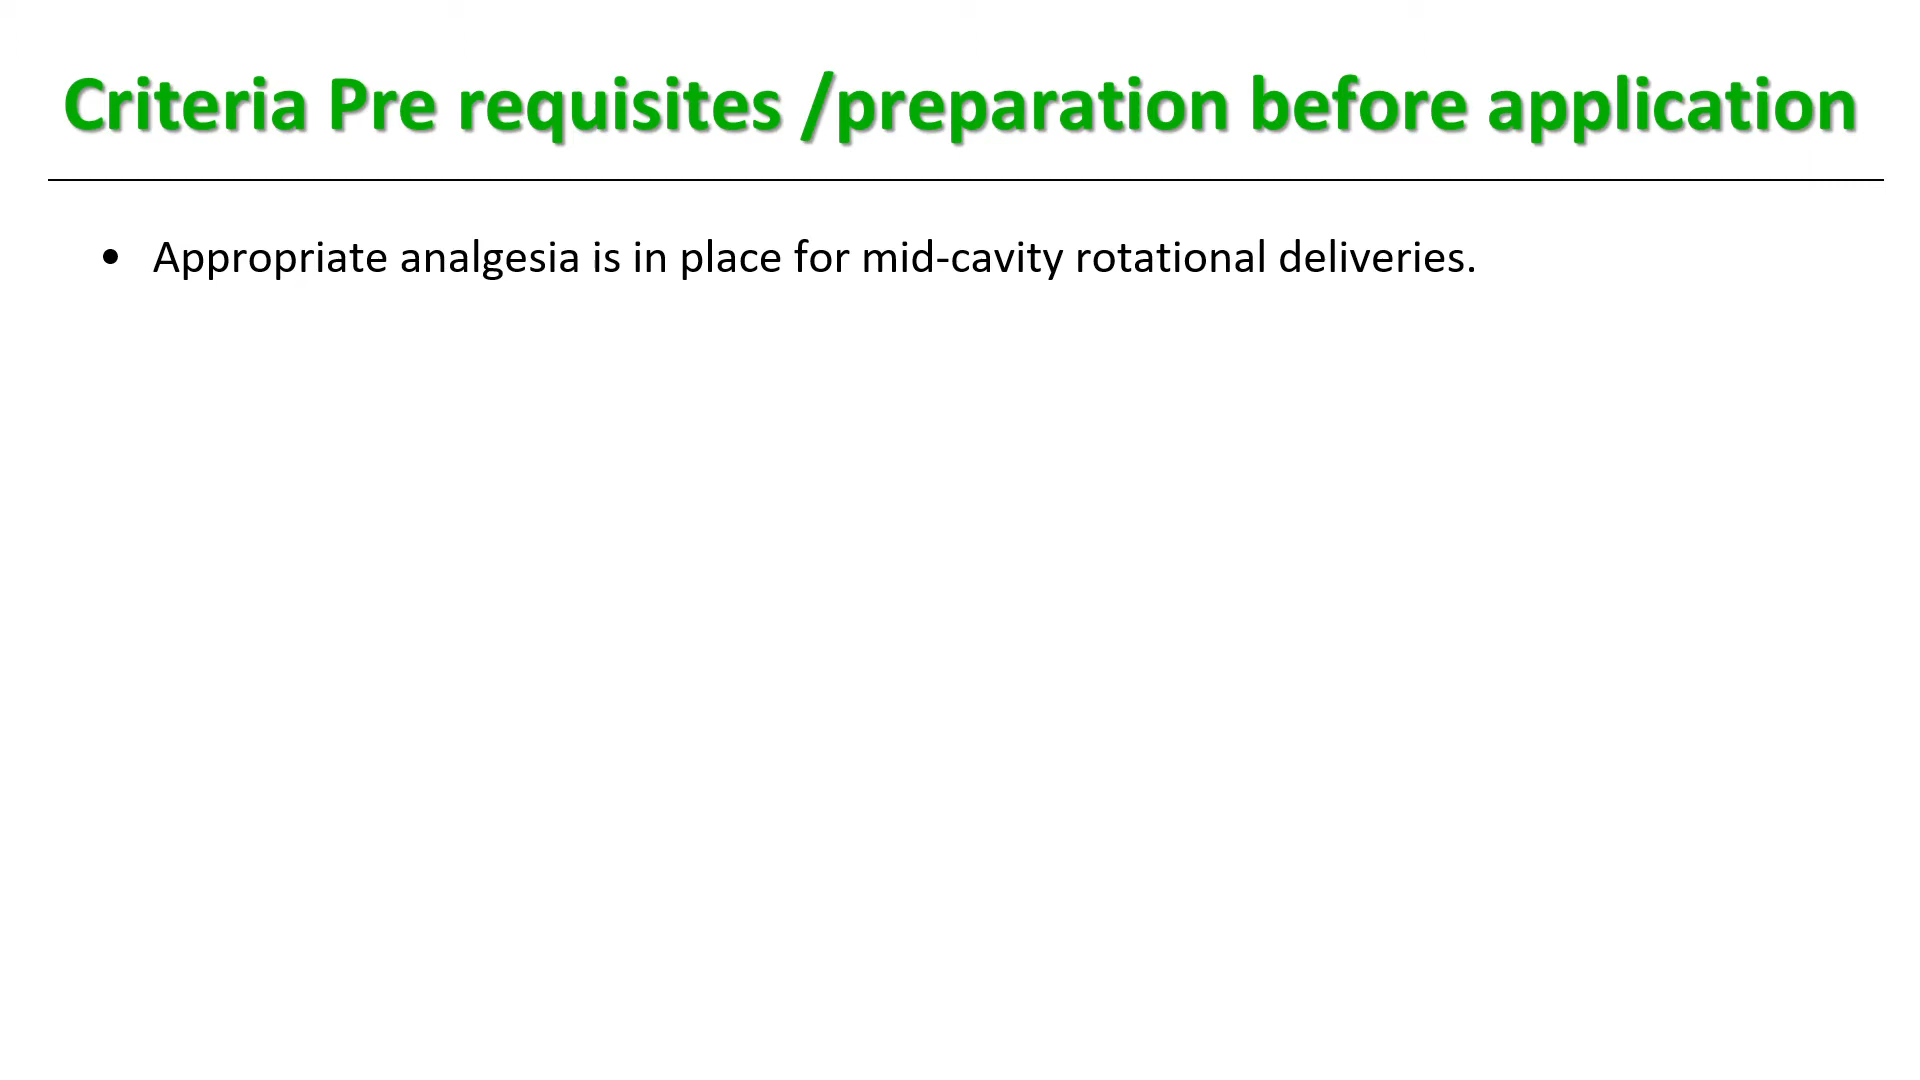 Criteria Pre requisites /preparation before application
• Appropriate analgesia is in place for mid-cavity rotational deliveries.